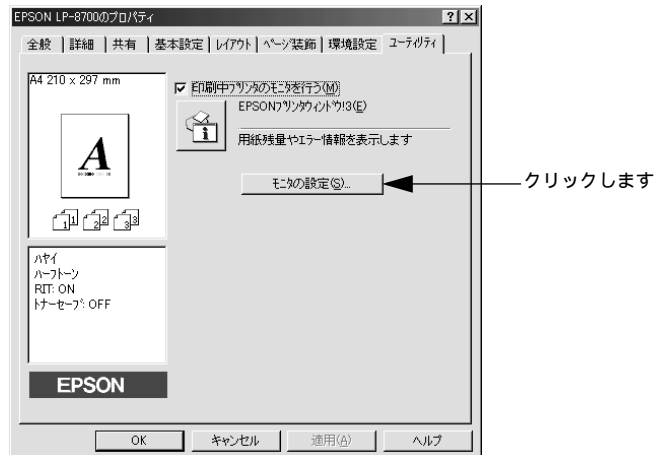 EPSON LP-8700のプロパティ
全般 詳細 共有 基本設定 レイアウト ページ装飾 環境設定 ユーティリティ
A4 210 x 297 mm
A
1 1 2 2 3 3
印刷中プリンタのモニタを行う(M)
EPSONプリンタウィンドウ!3(E)
用紙残量やエラー情報を表示します
モニタの設定(S)...
クリックします
ハヤイ
ハーフトーン
RIT: ON
トナーセーブ: OFF
EPSON
OK キャンセル 適用(A) ヘルプ